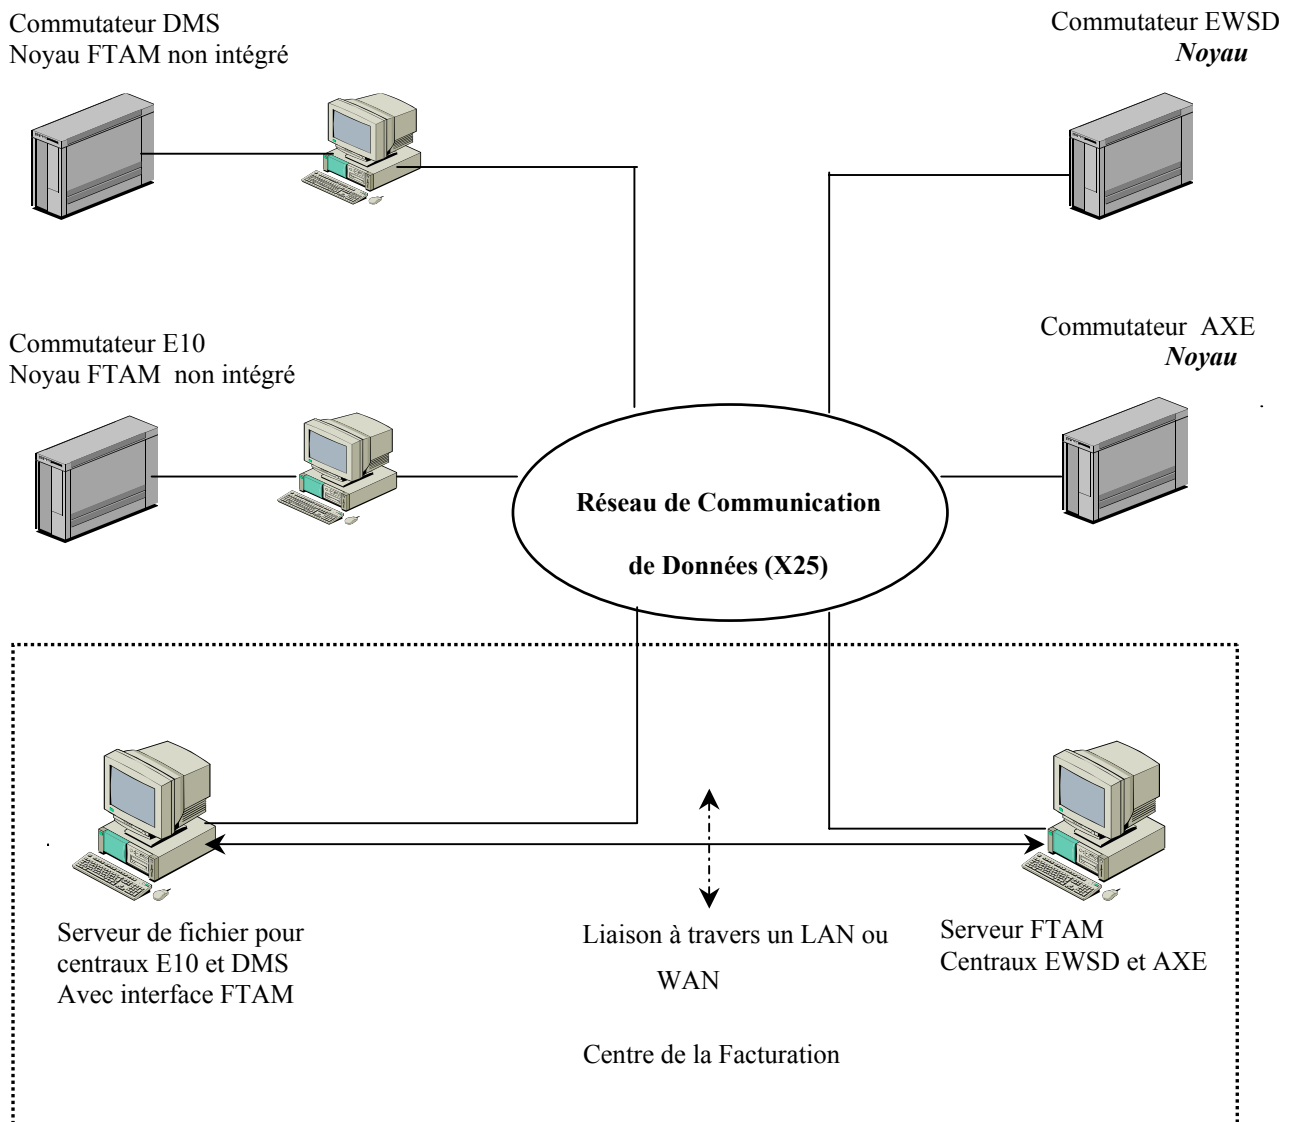 Commutateur DMS
Noyau FTAM non intégré
Commutateur EWSD
Noyau
Commutateur E10
Noyau FTAM non intégré
Commutateur AXE
Noyau
Réseau de Communication
de Données (X25)
Serveur de fichier pour
centraux E10 et DMS
Avec interface FTAM
Liaison à travers un LAN ou
WAN
Serveur FTAM
Centraux EWSD et AXE
Centre de la Facturation